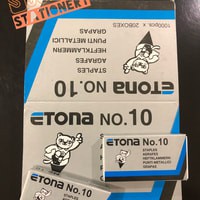 STATIONERY
1000pcs x 20BOXES
GRAPAS
PUNTI METALLICI
HEFTKLAMMERN
AGRAFES
STAPLES
ETONA NO.10
ETONA NO.10
ETONA No.10
STAPLES
AGRAFES
HEFTKLAMMERN
PUNTI METALLICI
GRAPAS
ETONA No.10